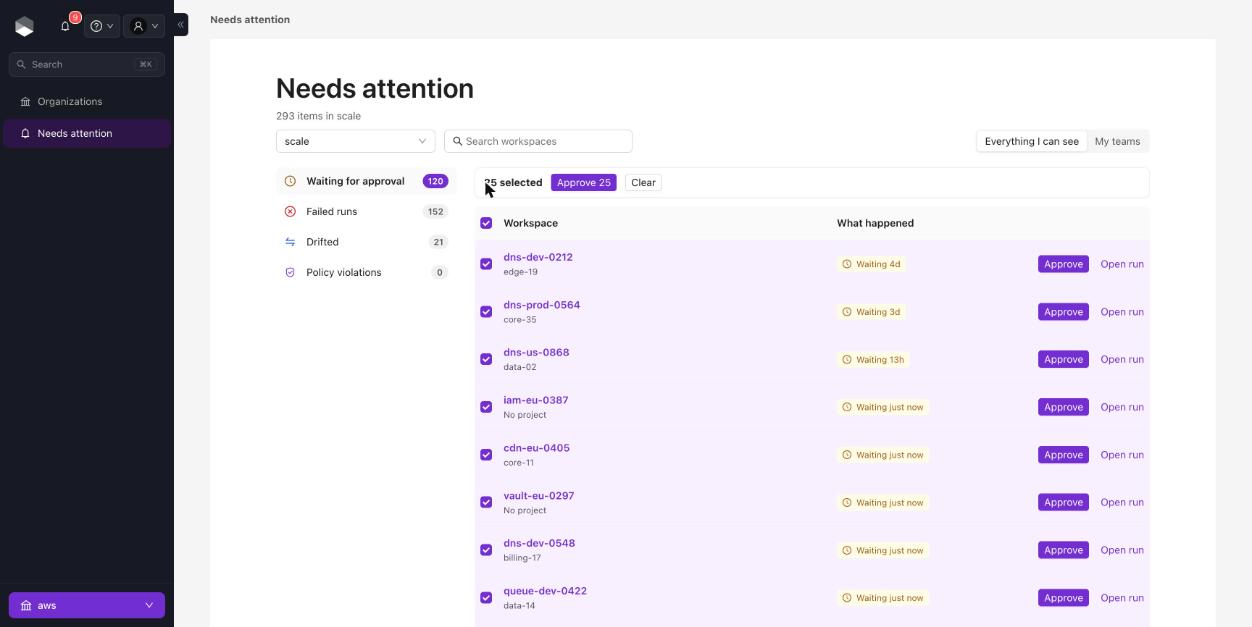 9
Needs attention
Search
⌘K
Organizations
Needs attention
aws
Needs attention
293 items in scale
scale
Search workspaces
Everything I can see
My teams
Waiting for approval
120
Failed runs
152
Drifted
21
Policy violations
0
25 selected
Approve 25
Clear
Workspace
What happened
dns-dev-0212
edge-19
Waiting 4d
Approve
Open run
dns-prod-0564
core-35
Waiting 3d
Approve
Open run
dns-us-0868
data-02
Waiting 13h
Approve
Open run
iam-eu-0387
No project
Waiting just now
Approve
Open run
cdn-eu-0405
core-11
Waiting just now
Approve
Open run
vault-eu-0297
No project
Waiting just now
Approve
Open run
dns-dev-0548
billing-17
Waiting just now
Approve
Open run
queue-dev-0422
data-14
Waiting just now
Approve
Open run